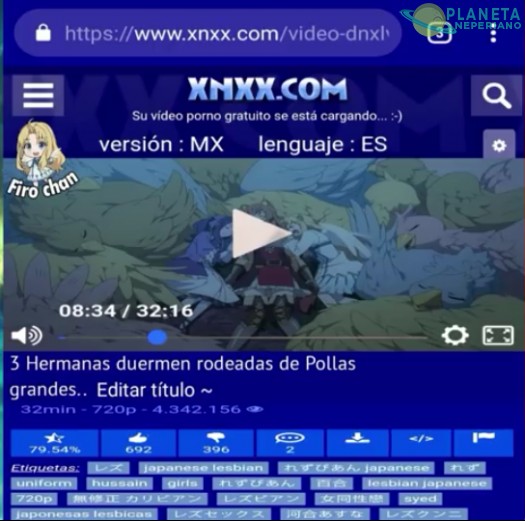 PLANETA
NEPERIANO
https://www.xnxx.com/video-dnxlv
3
XNXX.COM
Su vídeo porno gratuito se está cargando... :-)
versión : MX lenguaje : ES
Firo chan
08:34 / 32:16
3 Hermanas duermen rodeadas de Pollas
grandes.. Editar título ~
32min - 720p - 4.342.156
79.54% 692 396 2 </>
Etiquetas: レズ japanese lesbian れずびあん japanese れず
uniform hussain girls れずびあん 百合 lesbian japanese
720p 無修正 カリビアン レズビアン 女同性戀 syed
japonesas lesbicas レズセックス 河合あすな レズクンニ